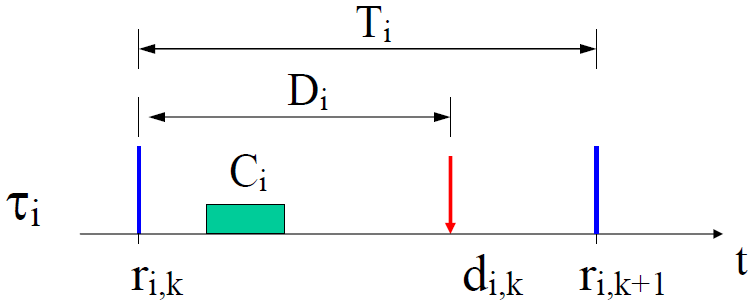 Tᵢ
Dᵢ
Cᵢ
τᵢ
t
rᵢ,ₖ dᵢ,ₖ rᵢ,ₖ₊₁